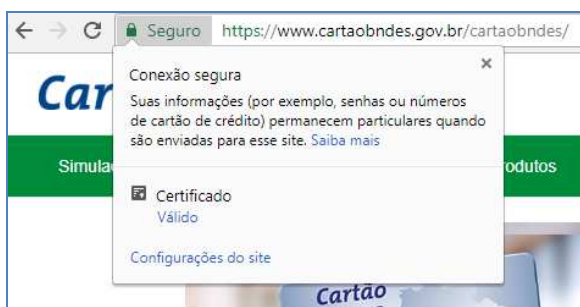 Seguro https://www.cartaobndes.gov.br/cartaobndes/
Conexão segura
Car
Suas informações (por exemplo, senhas ou números
de cartão de crédito) permanecem particulares quando
são enviadas para esse site. Saiba mais
Simula
odutos
Certificado
Válido
Configurações do site
Cartão